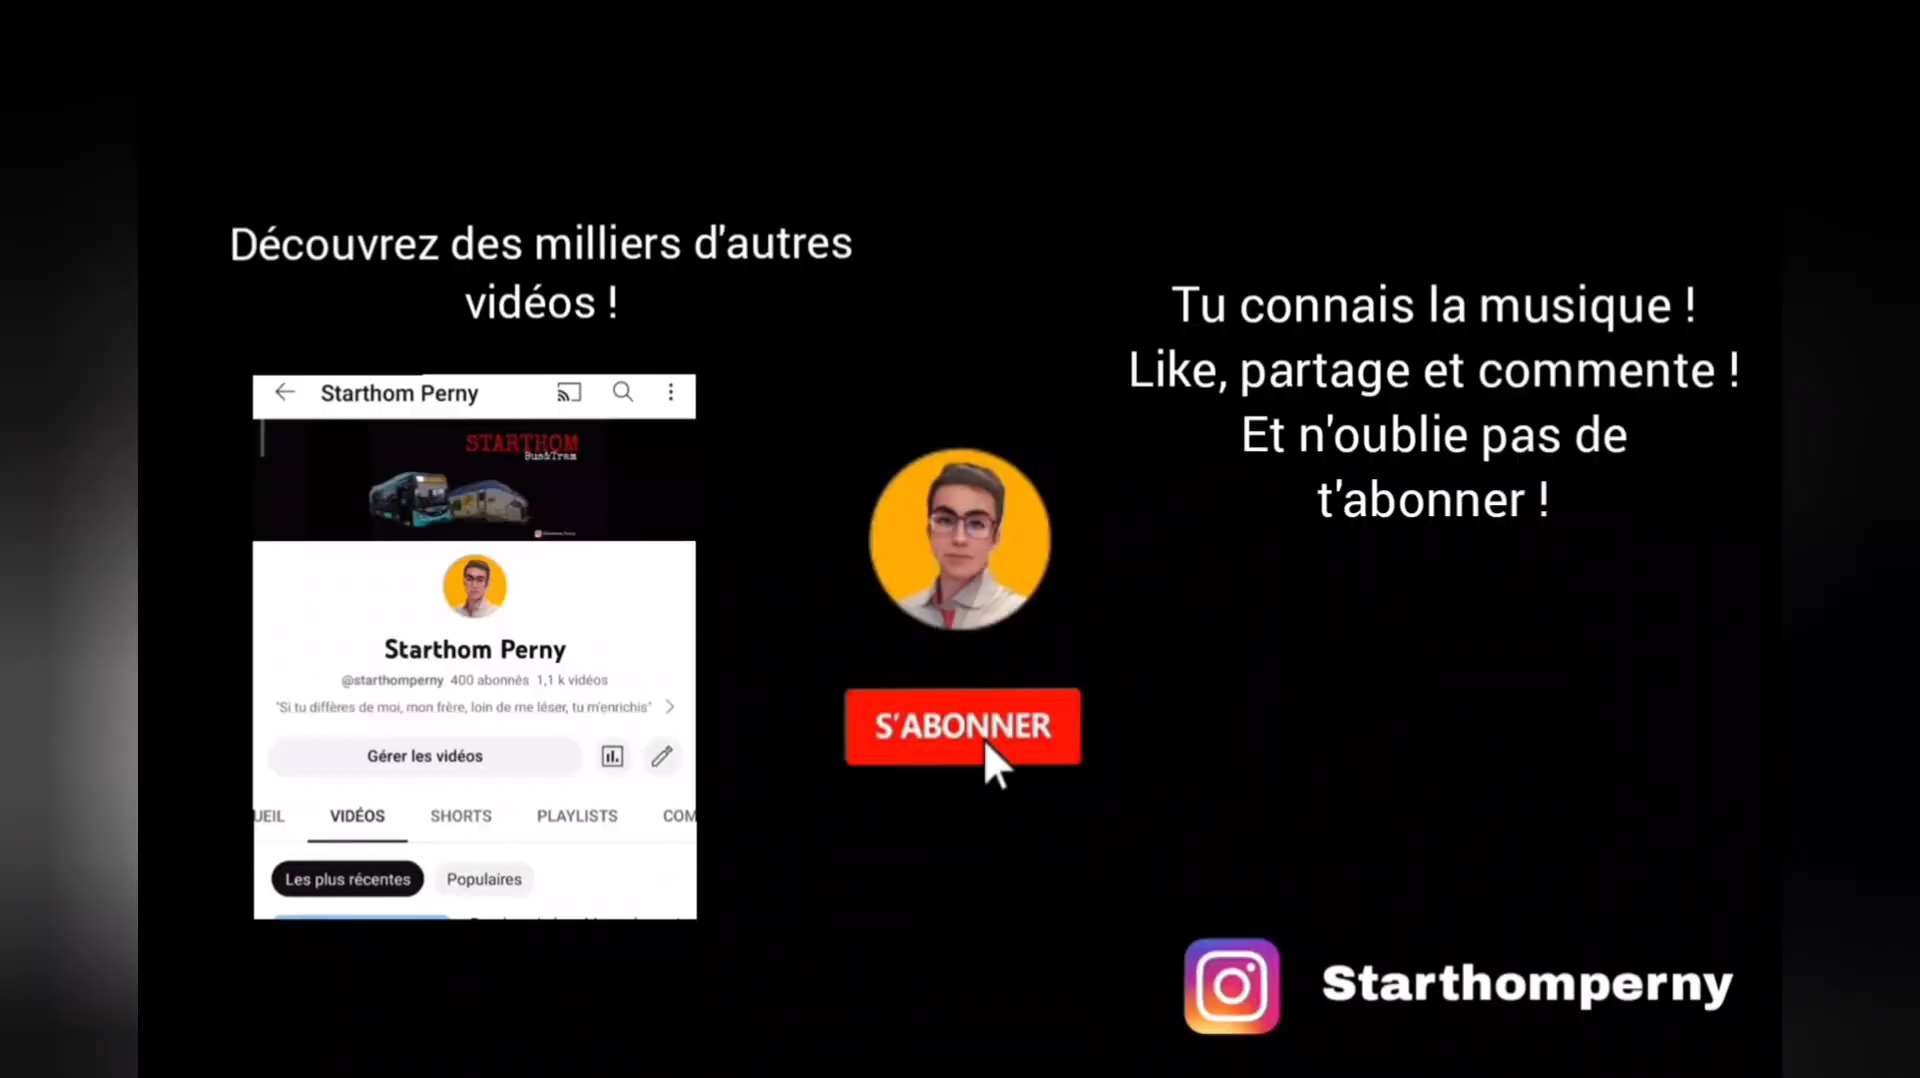 Découvrez des milliers d'autres
vidéos !
Tu connais la musique !
Like, partage et commente !
Et n'oublie pas de
t'abonner !
Starthom Perny
STARTHOM
Bus&Tram
Starthom Perny
@starthomperny 400 abonnés 1,1 k vidéos
"Si tu diffères de moi, mon frère, loin de me léser, tu m'enrichis"
Gérer les vidéos
UEIL VIDÉOS SHORTS PLAYLISTS COM
Les plus récentes Populaires
S'ABONNER
Starthomperny